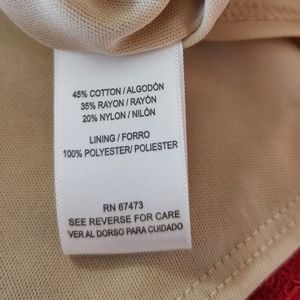 45% COTTON / ALGODÓN
35% RAYON / RAYÓN
20% NYLON / NILÓN
LINING / FORRO
100% POLYESTER/ POLIESTER
RN 67473
SEE REVERSE FOR CARE
VER AL DORSO PARA CUIDADO